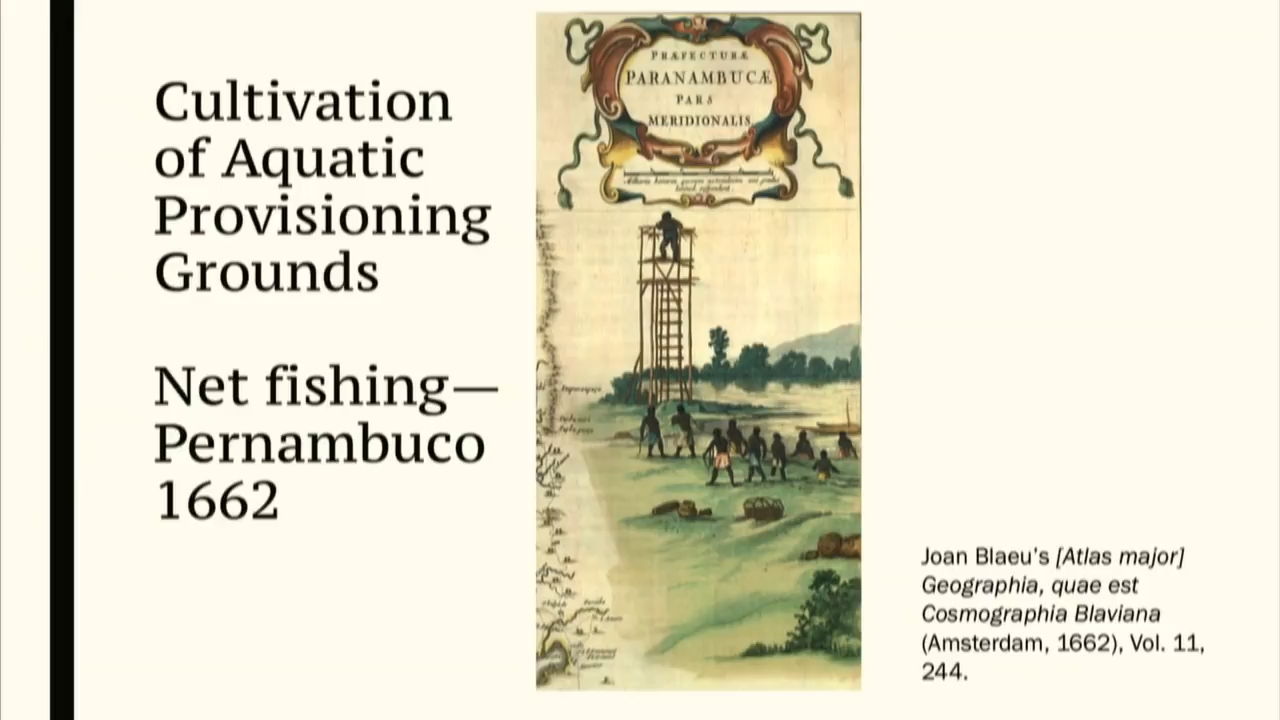 Cultivation
of Aquatic
Provisioning
Grounds
Net fishing—
Pernambuco
1662
PRÆFECTURÆ
PARANAMBUCÆ
PARS
MERIDIONALIS.
Joan Blaeu's [Atlas major]
Geographia, quae est
Cosmographia Blaviana
(Amsterdam, 1662), Vol. 11,
244.